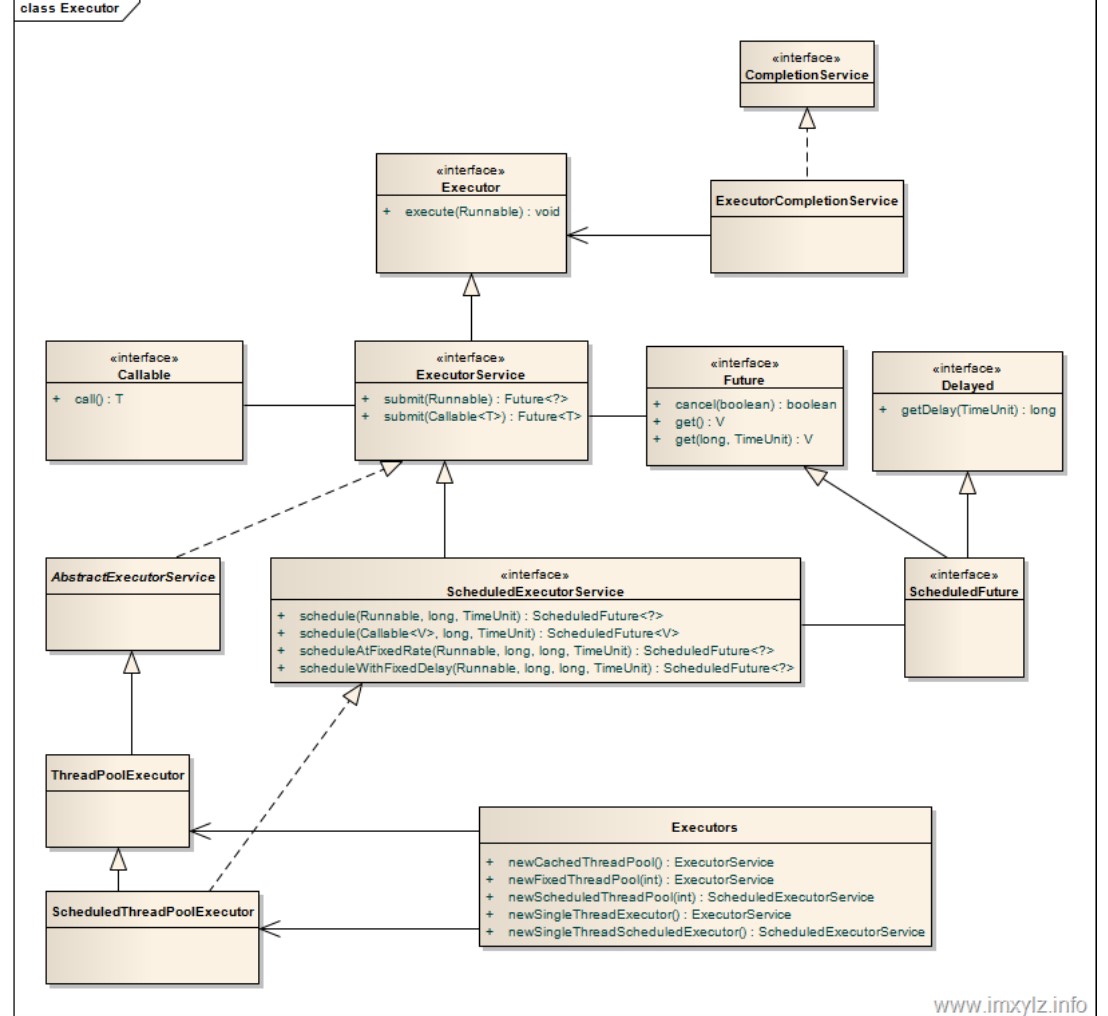 class Executor
«interface»
CompletionService
«interface»
Executor
+ execute(Runnable) : void
ExecutorCompletionService
«interface»
Callable
+ call() : T
«interface»
ExecutorService
+ submit(Runnable) : Future<?>
+ submit(Callable<T>) : Future<T>
«interface»
Future
+ cancel(boolean) : boolean
+ get() : V
+ get(long, TimeUnit) : V
«interface»
Delayed
+ getDelay(TimeUnit) : long
AbstractExecutorService
«interface»
ScheduledExecutorService
+ schedule(Runnable, long, TimeUnit) : ScheduledFuture<?>
+ schedule(Callable<V>, long, TimeUnit) : ScheduledFuture<V>
+ scheduleAtFixedRate(Runnable, long, long, TimeUnit) : ScheduledFuture<?>
+ scheduleWithFixedDelay(Runnable, long, long, TimeUnit) : ScheduledFuture<?>
«interface»
ScheduledFuture
ThreadPoolExecutor
Executors
+ newCachedThreadPool() : ExecutorService
+ newFixedThreadPool(int) : ExecutorService
+ newScheduledThreadPool(int) : ScheduledExecutorService
+ newSingleThreadExecutor() : ExecutorService
+ newSingleThreadScheduledExecutor() : ScheduledExecutorService
ScheduledThreadPoolExecutor
www.imxylz.info